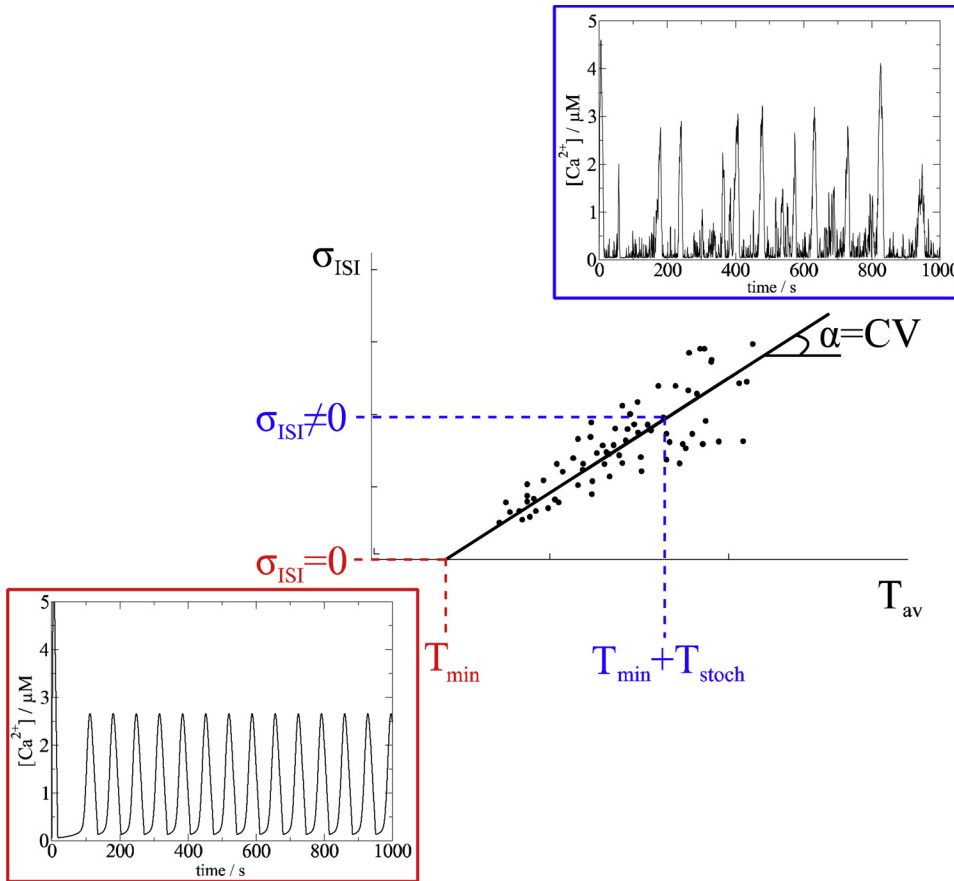 5
4
3
2
1
0
[Ca²⁺] / µM
0 200 400 600 800 1000
time / s
σISI
α=CV
σISI≠0
σISI=0
Tav
Tmin
Tmin+Tstoch
5
4
3
2
1
0
[Ca²⁺] / µM
0 200 400 600 800 1000
time / s